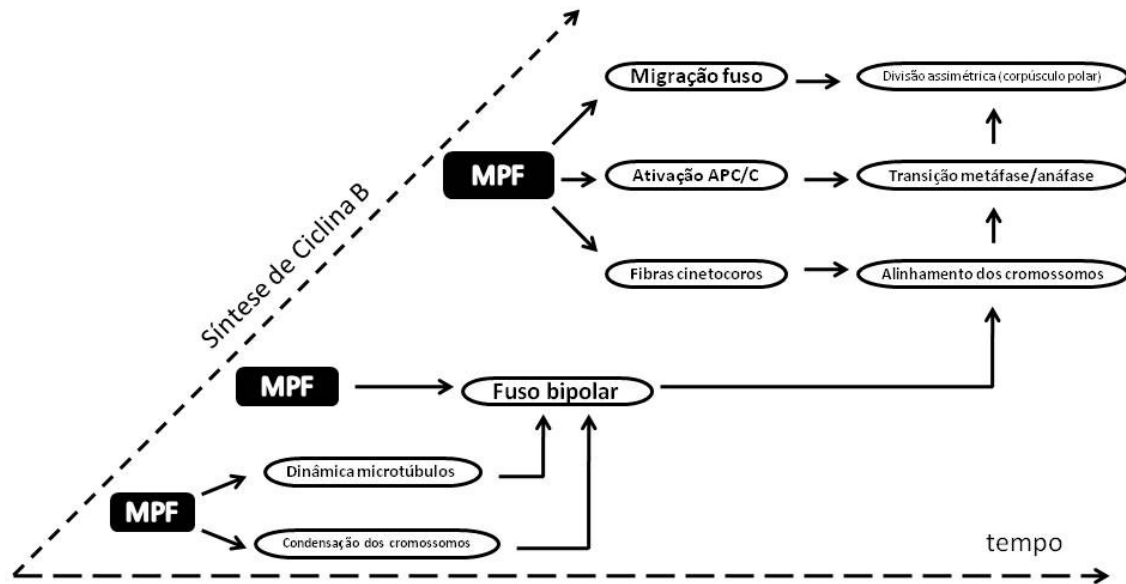 Migração fuso
Divisão assimétrica (corpúsculo polar)
MPF
Ativação APC/C
Transição metáfase/anáfase
Síntese de Ciclina B
Fibras cinetocoros
Alinhamento dos cromossomos
MPF
Fuso bipolar
Dinâmica microtúbulos
MPF
Condensação dos cromossomos
tempo